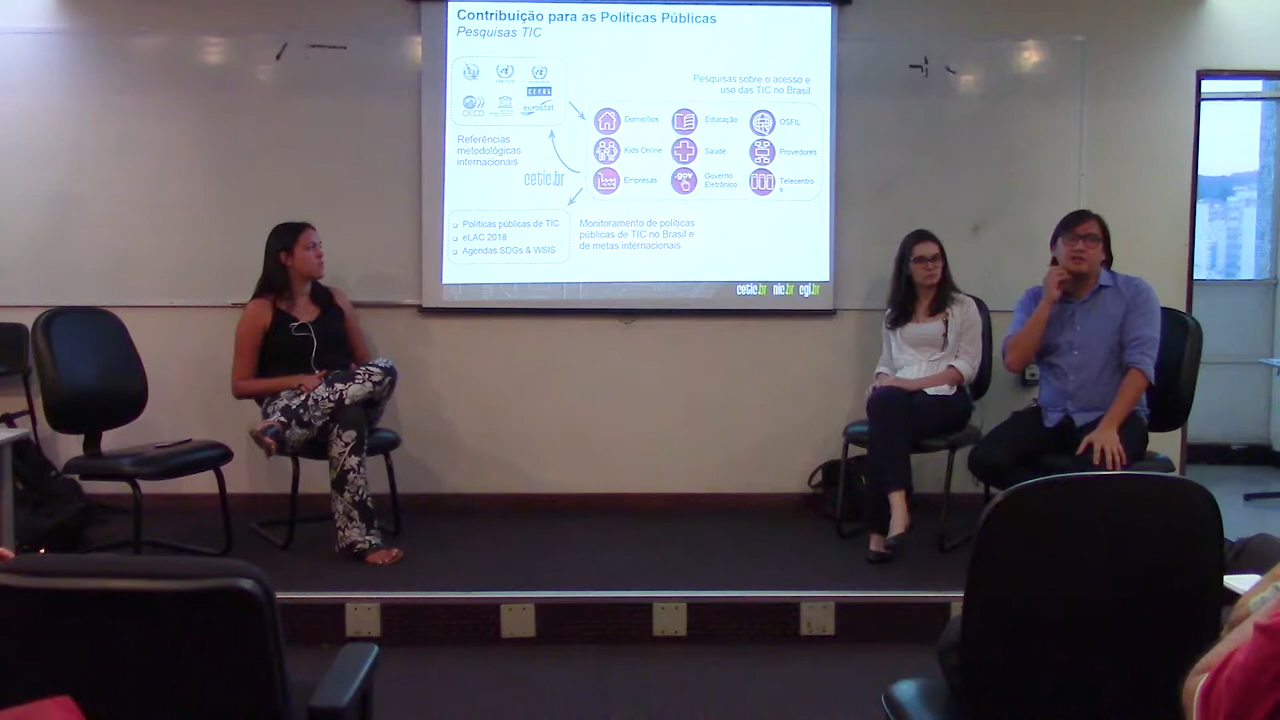 Contribuição para as Políticas Públicas
Pesquisas TIC
Pesquisas sobre o acesso e
uso das TIC no Brasil
OECD
eurostat
Domicílios
Educação
OSFIL
Kids Online
Saúde
Provedores
Empresas
.gov
Governo
Eletrônico
Telecentro
s
Referências
metodológicas
internacionais
cetic.br
Políticas públicas de TIC
eLAC 2018
Agendas SDGs & WSIS
Monitoramento de políticas
públicas de TIC no Brasil e
de metas internacionais
cetic.br nic.br cgi.br